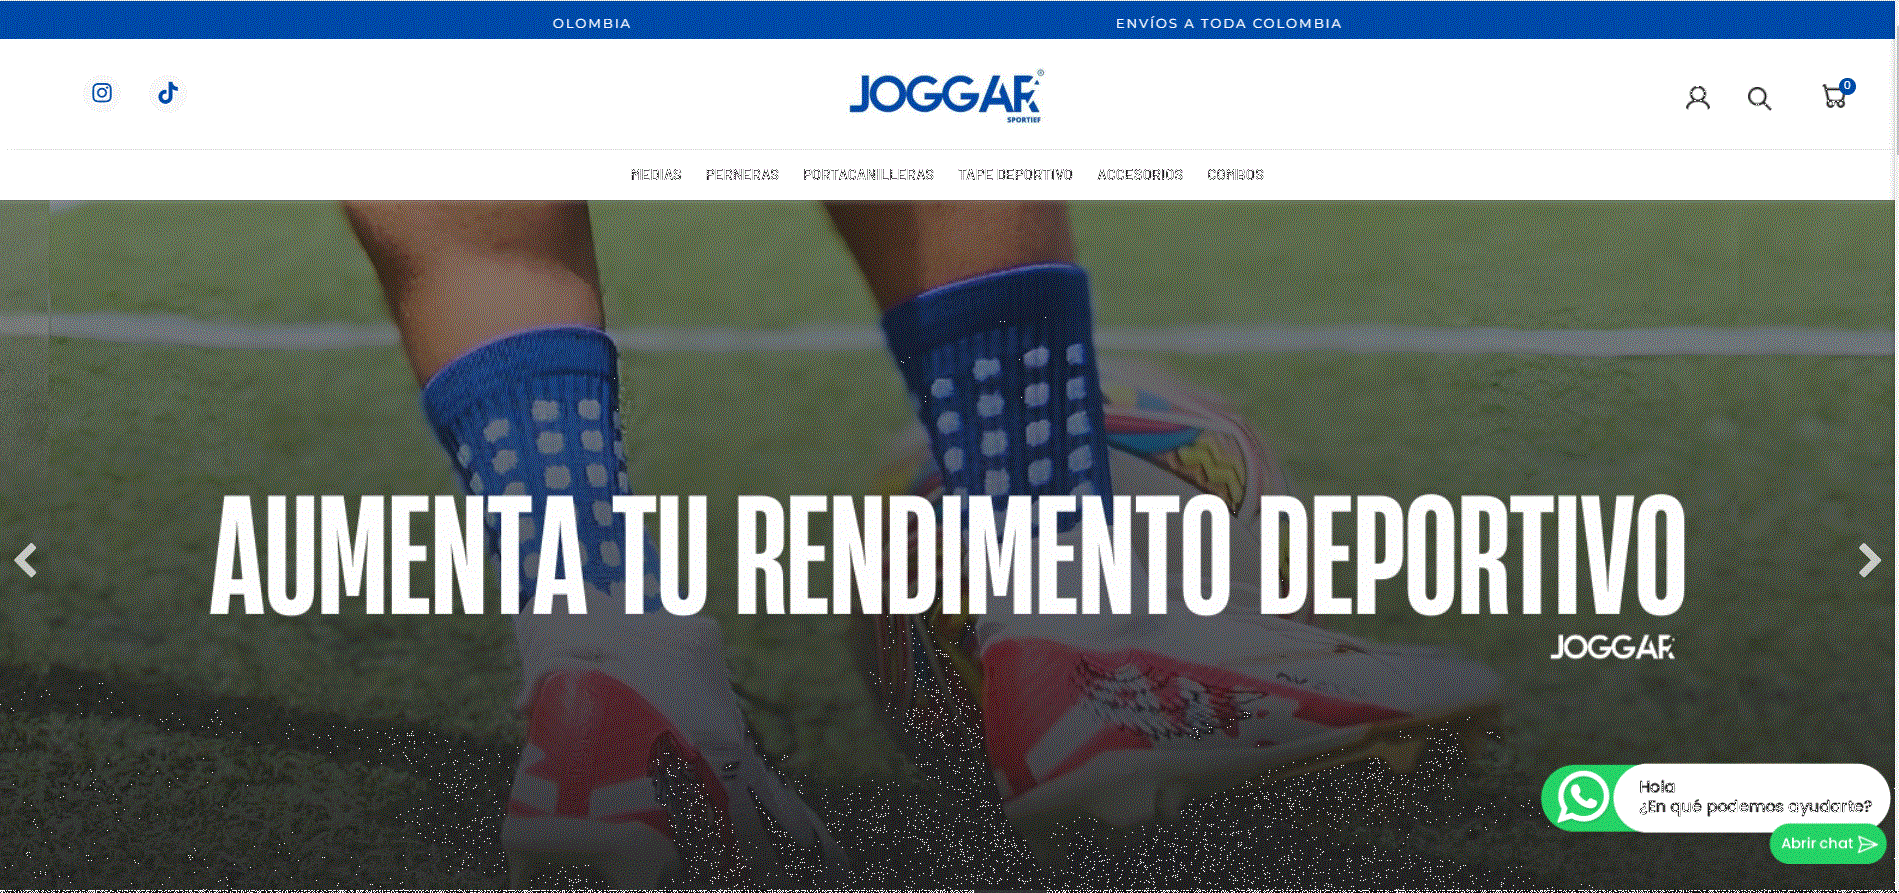 OLOMBIA
ENVÍOS A TODA COLOMBIA
JOGGAR®
SPORTIEF
0
MEDIAS
PERNERAS
PORTACANILLERAS
TAPE DEPORTIVO
ACCESORIOS
COMBOS
AUMENTA TU RENDIMENTO DEPORTIVO
JOGGAR
Hola
¿En qué podemos ayudarte?
Abrir chat